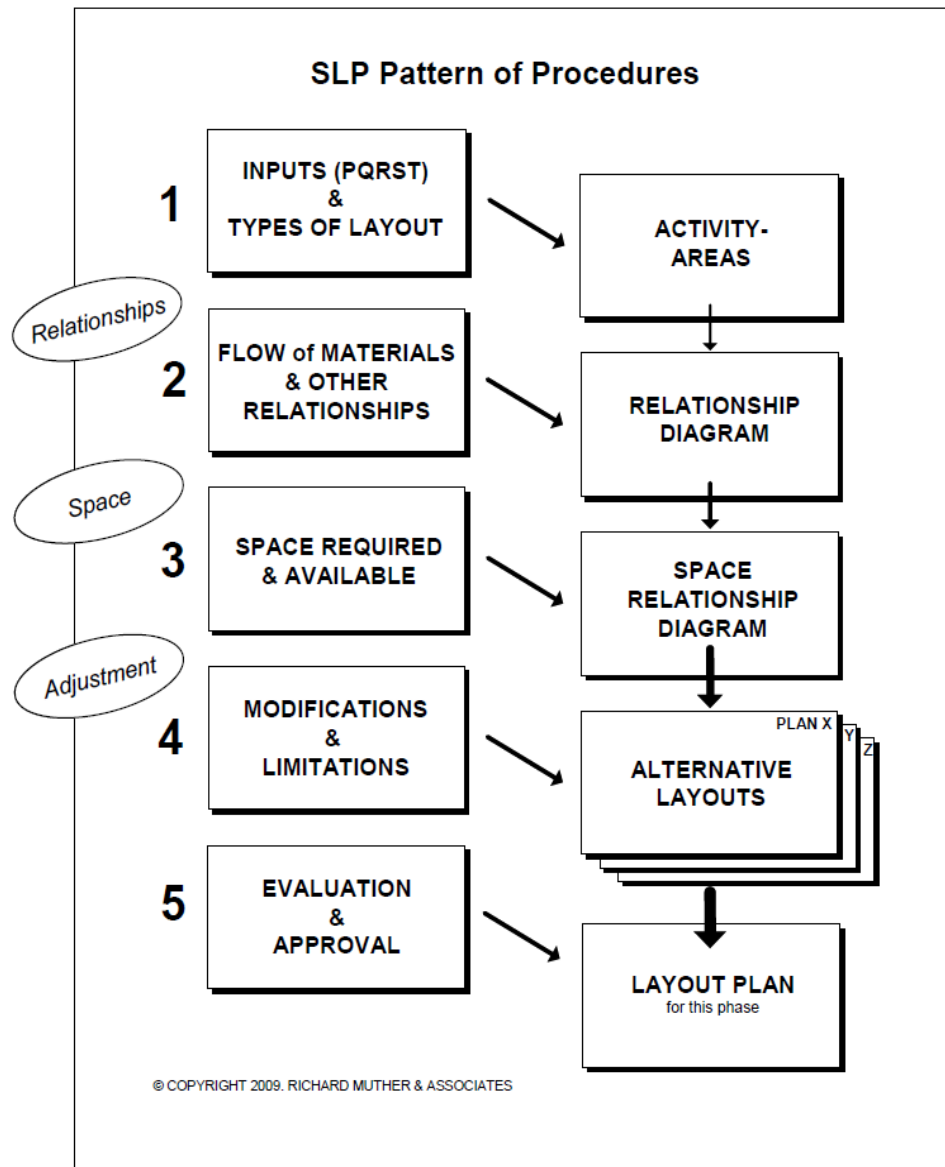 SLP Pattern of Procedures
1
INPUTS (PQRST)
&
TYPES OF LAYOUT
ACTIVITY-
AREAS
Relationships
2
FLOW of MATERIALS
& OTHER
RELATIONSHIPS
RELATIONSHIP
DIAGRAM
Space
3
SPACE REQUIRED
& AVAILABLE
SPACE
RELATIONSHIP
DIAGRAM
Adjustment
4
MODIFICATIONS
&
LIMITATIONS
PLAN X
Y
Z
ALTERNATIVE
LAYOUTS
5
EVALUATION
&
APPROVAL
LAYOUT PLAN
for this phase
© COPYRIGHT 2009. RICHARD MUTHER & ASSOCIATES